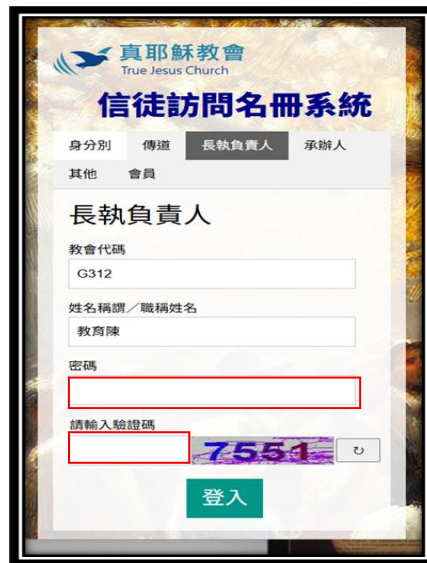 真耶穌教會
True Jesus Church
信徒訪問名冊系統
身分別 傳道 長執負責人 承辦人
其他 會員
長執負責人
教會代碼
G312
姓名稱謂／職稱姓名
教育陳
密碼
請輸入驗證碼
7551 ↻
登入